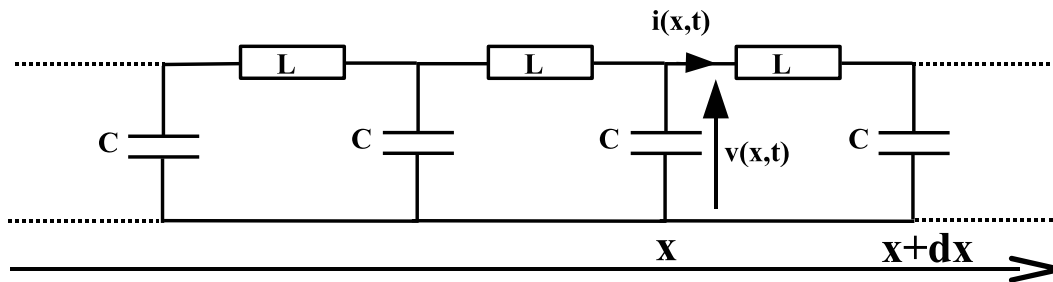 i(x,t)
L L L
C C C C
v(x,t)
x x+dx